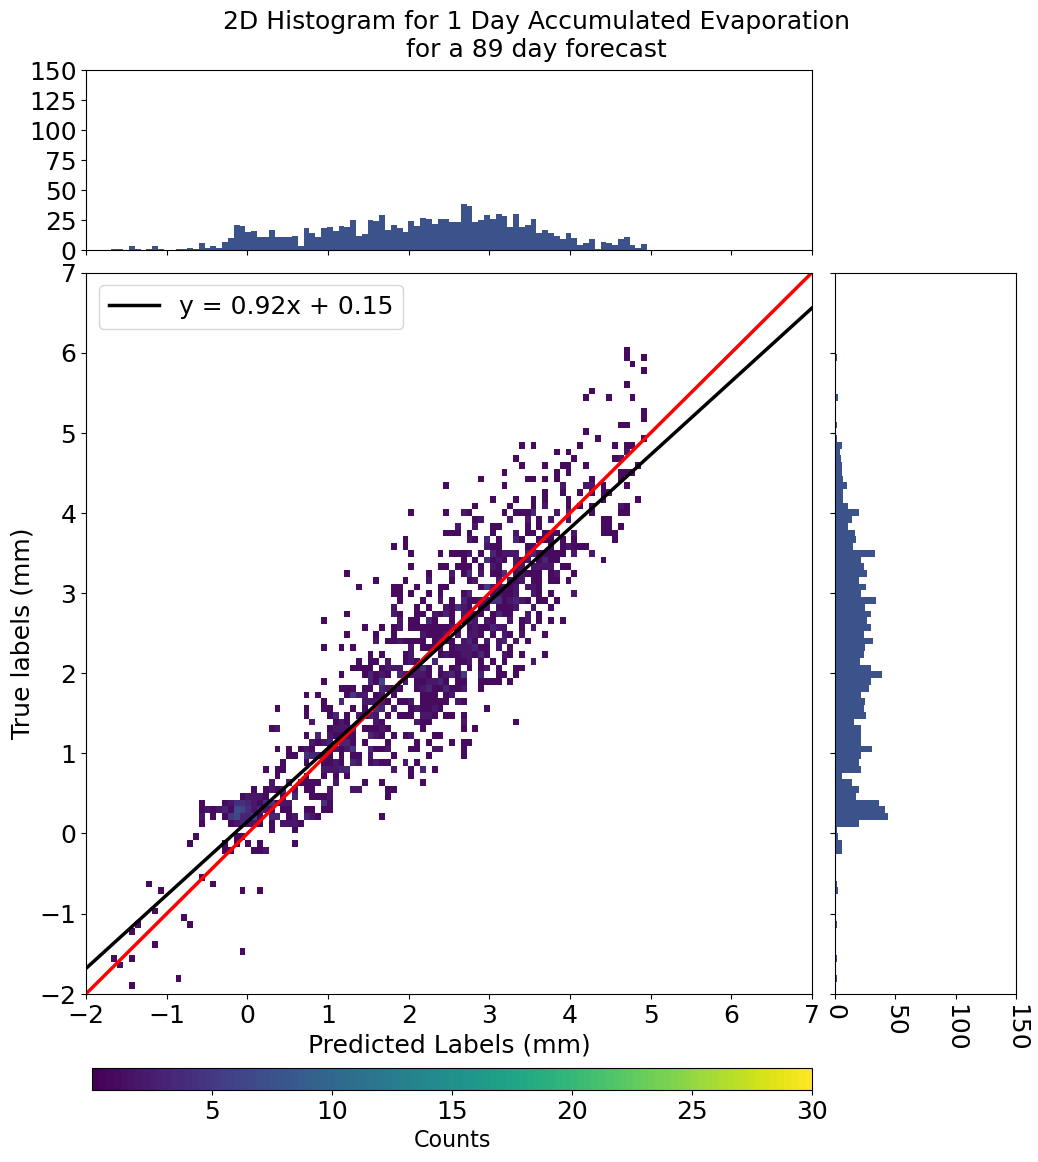 2D Histogram for 1 Day Accumulated Evaporation
for a 89 day forecast
150
125
100
75
50
25
0
7
6
5
4
3
2
1
0
−1
−2
y = 0.92x + 0.15
True labels (mm)
−2 −1 0 1 2 3 4 5 6 7
Predicted Labels (mm)
0 50 100 150
5 10 15 20 25 30
Counts